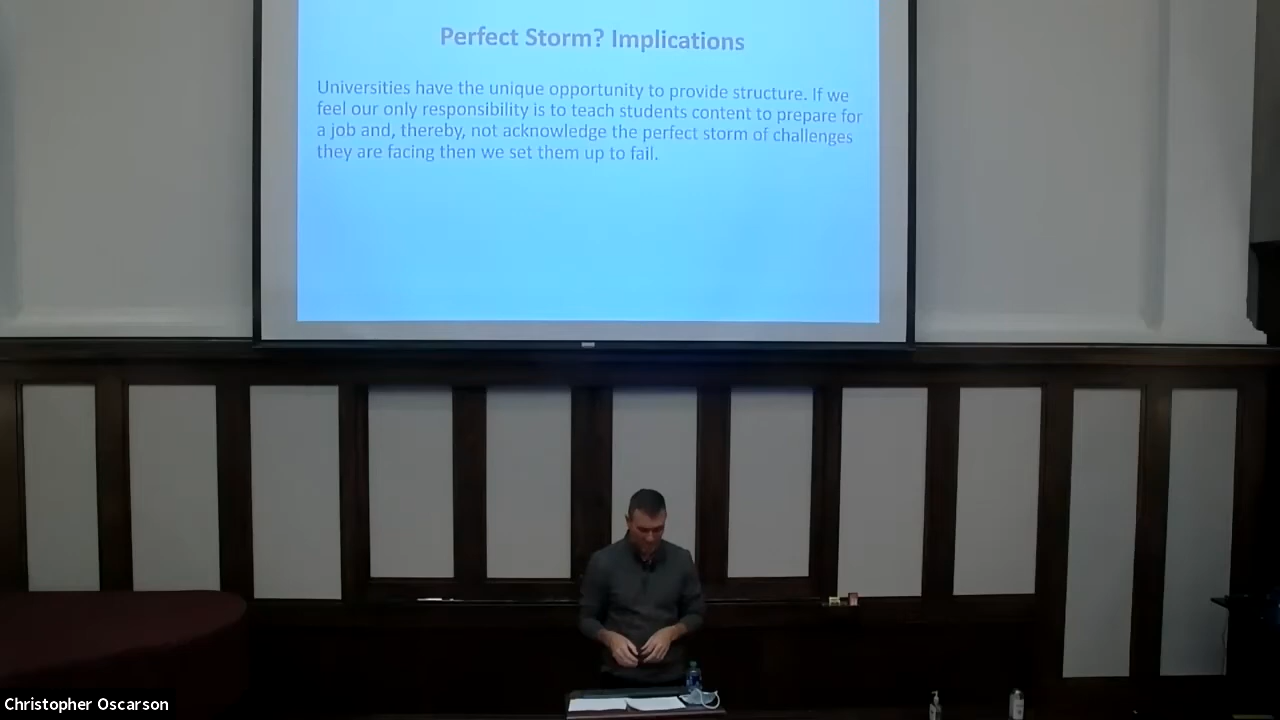 Perfect Storm? Implications
Universities have the unique opportunity to provide structure. If we
feel our only responsibility is to teach students content to prepare for
a job and, thereby, not acknowledge the perfect storm of challenges
they are facing then we set them up to fail.
Christopher Oscarson